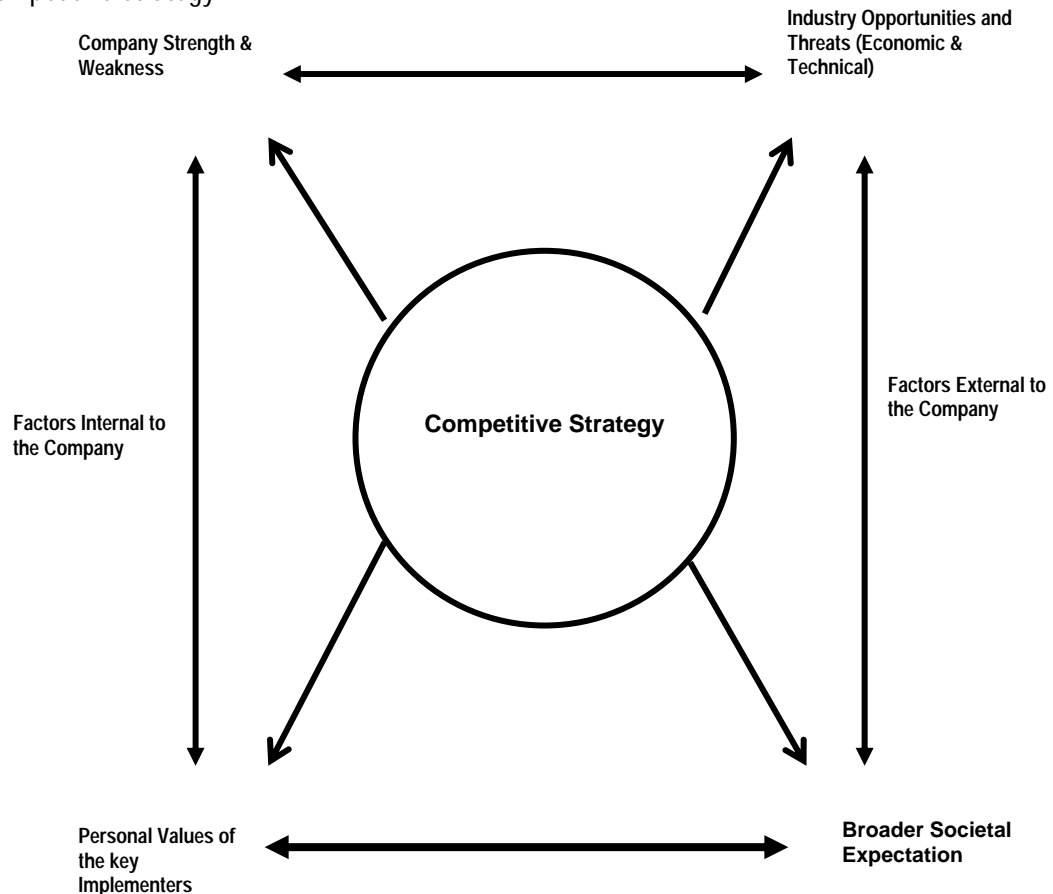 Company Strength &
Weakness
Industry Opportunities and
Threats (Economic &
Technical)
Factors Internal to
the Company
Competitive Strategy
Factors External to
the Company
Personal Values of
the key
Implementers
Broader Societal
Expectation